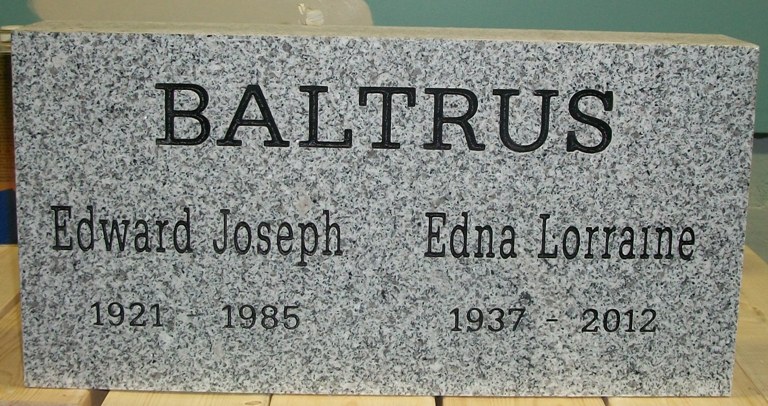 BALTRUS
Edward Joseph Edna Lorraine
1921 - 1985 1937 - 2012